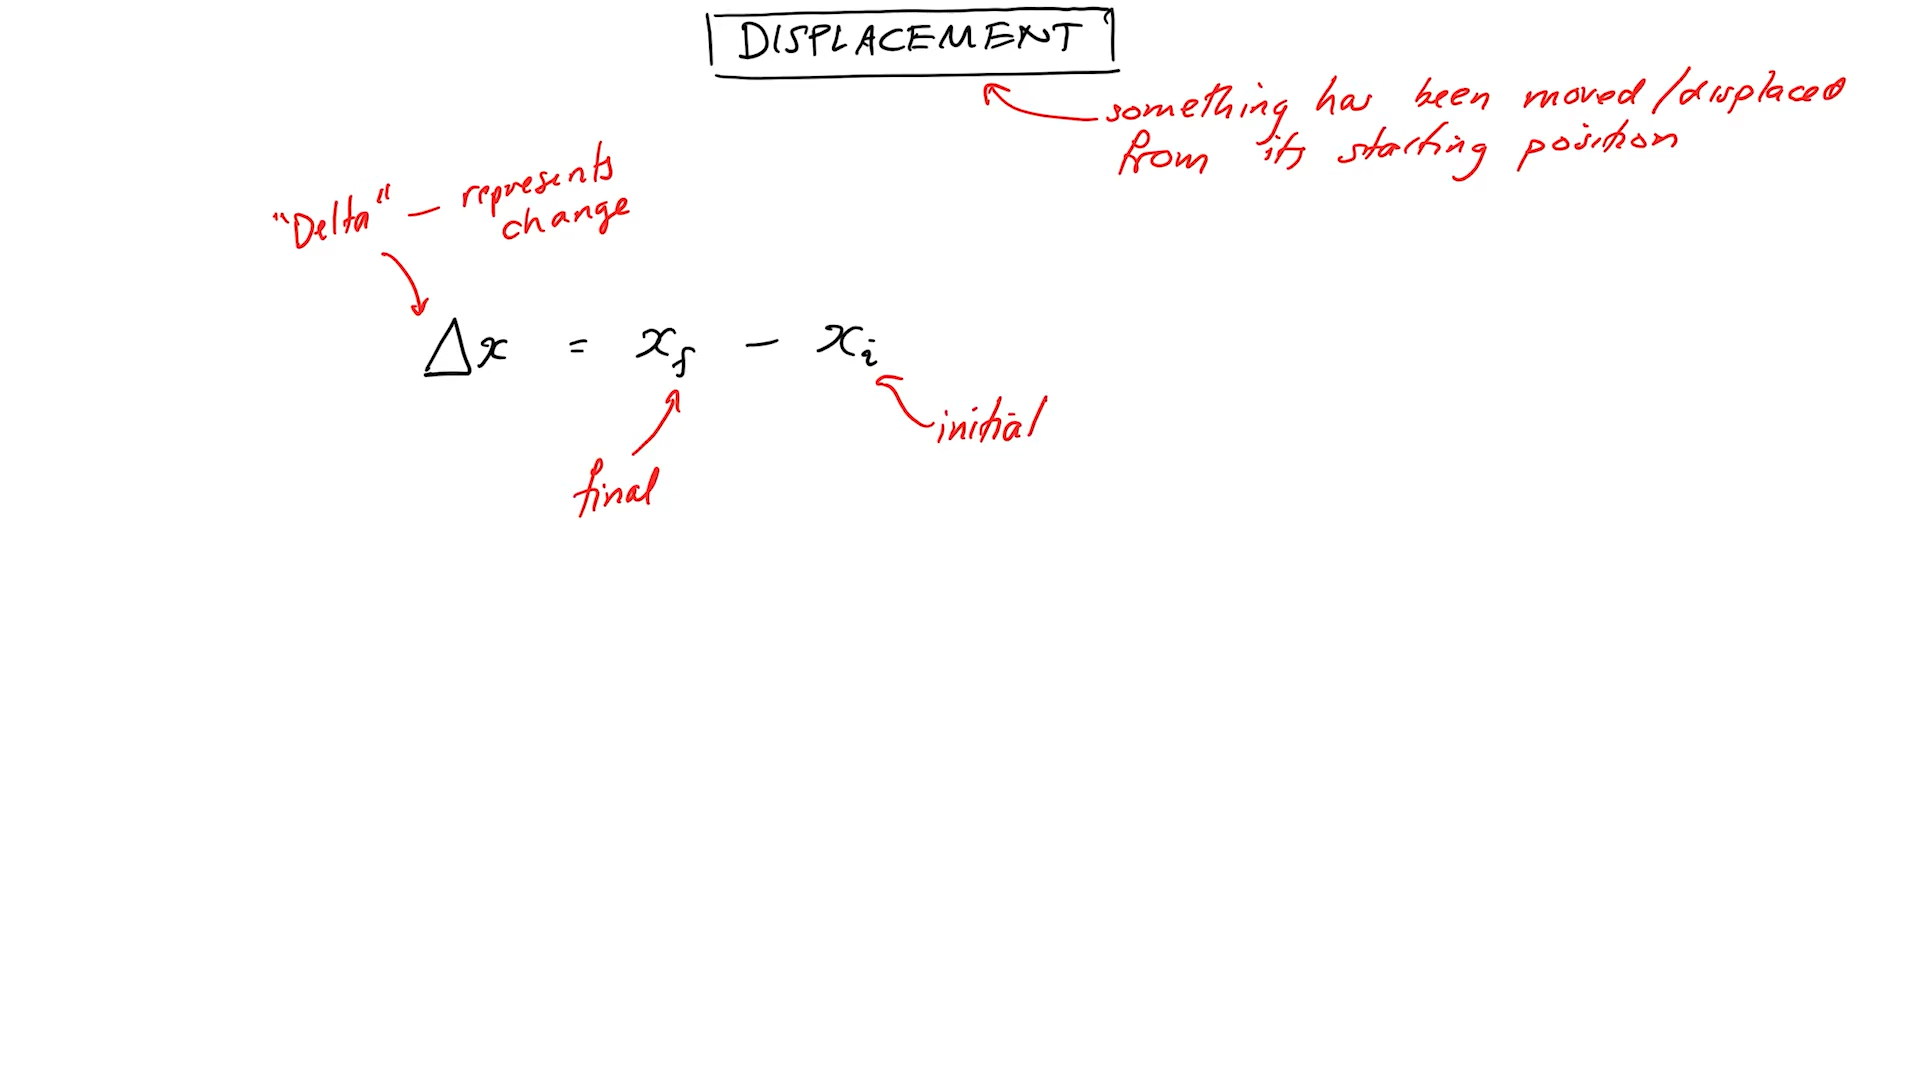 DISPLACEMENT
something has been moved/displaced
from its starting position
"Delta" — represents
change
Δx = x_f − x_i
initial
final